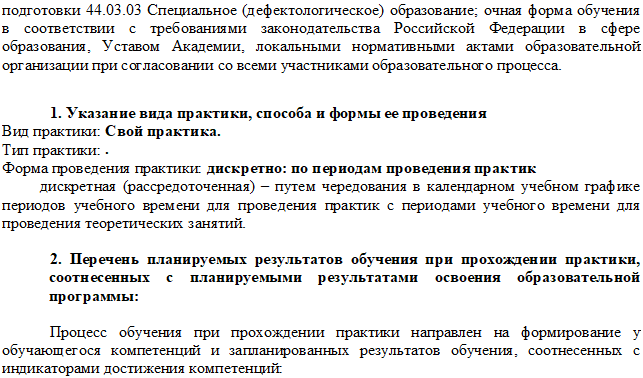 подготовки 44.03.03 Специальное (дефектологическое) образование; очная форма обучения
в соответствии с требованиями законодательства Российской Федерации в сфере
образования, Уставом Академии, локальными нормативными актами образовательной
организации при согласовании со всеми участниками образовательного процесса.
1. Указание вида практики, способа и формы ее проведения
Вид практики: Свой практика.
Тип практики: .
Форма проведения практики: дискретно: по периодам проведения практик
дискретная (рассредоточенная) – путем чередования в календарном учебном графике
периодов учебного времени для проведения практик с периодами учебного времени для
проведения теоретических занятий.
2. Перечень планируемых результатов обучения при прохождении практики,
соотнесенных с планируемыми результатами освоения образовательной
программы:
Процесс обучения при прохождении практики направлен на формирование у
обучающегося компетенций и запланированных результатов обучения, соотнесенных с
индикаторами достижения компетенций: